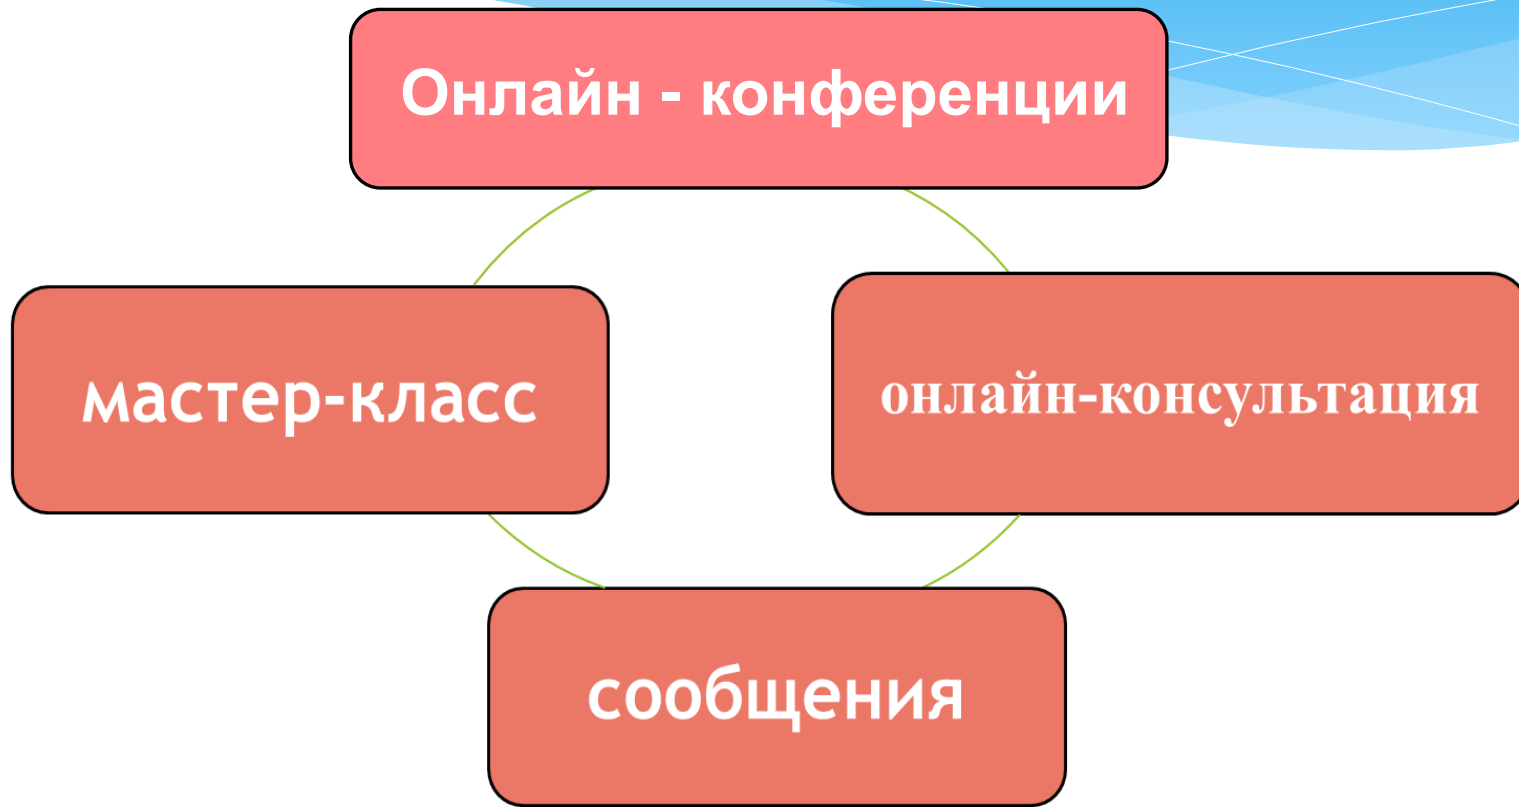 Онлайн - конференции
мастер-класс
онлайн-консультация
сообщения